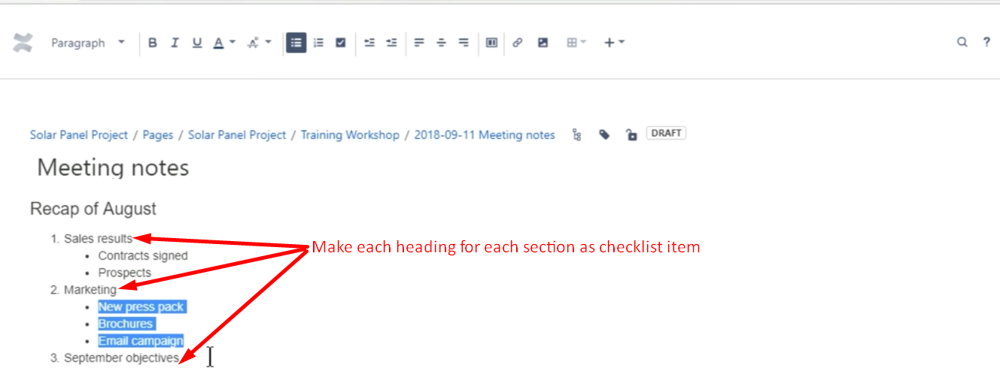 Paragraph B I U A
Solar Panel Project / Pages / Solar Panel Project / Training Workshop / 2018-09-11 Meeting notes DRAFT
Meeting notes
Recap of August
1. Sales results
Make each heading for each section as checklist item
• Contracts signed
• Prospects
2. Marketing
• New press pack
• Brochures
• Email campaign
3. September objectives